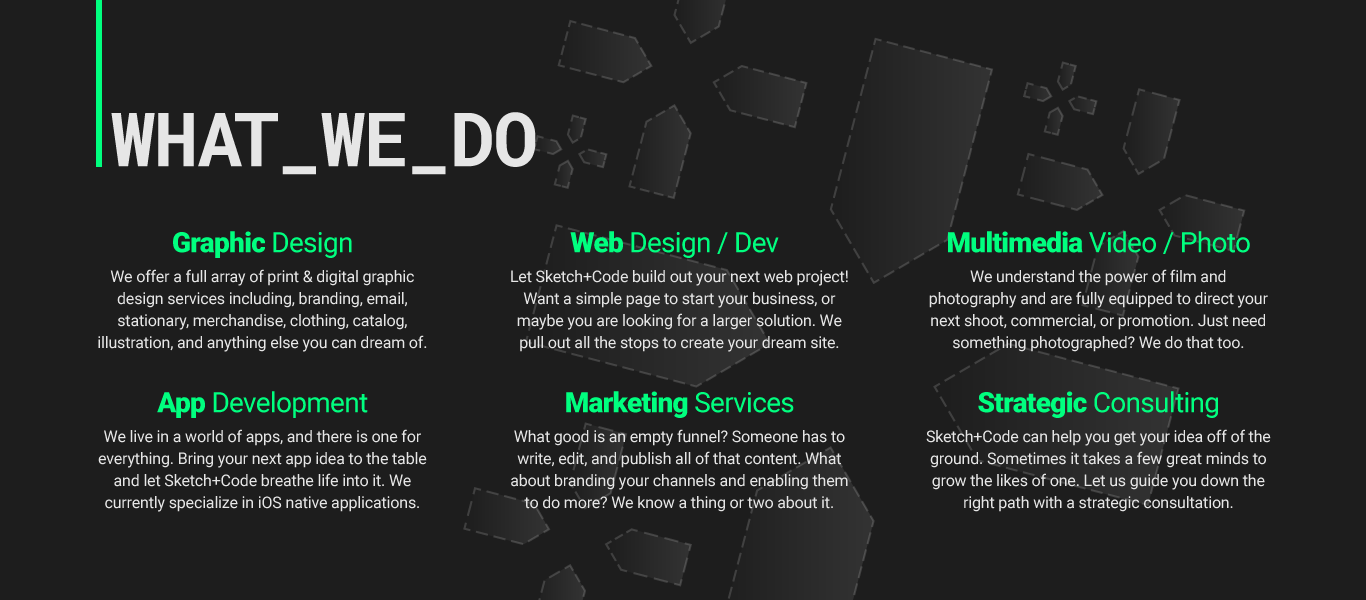 WHAT_WE_DO
Graphic Design
We offer a full array of print & digital graphic
design services including, branding, email,
stationary, merchandise, clothing, catalog,
illustration, and anything else you can dream of.
Web Design / Dev
Let Sketch+Code build out your next web project!
Want a simple page to start your business, or
maybe you are looking for a larger solution. We
pull out all the stops to create your dream site.
Multimedia Video / Photo
We understand the power of film and
photography and are fully equipped to direct your
next shoot, commercial, or promotion. Just need
something photographed? We do that too.
App Development
We live in a world of apps, and there is one for
everything. Bring your next app idea to the table
and let Sketch+Code breathe life into it. We
currently specialize in iOS native applications.
Marketing Services
What good is an empty funnel? Someone has to
write, edit, and publish all of that content. What
about branding your channels and enabling them
to do more? We know a thing or two about it.
Strategic Consulting
Sketch+Code can help you get your idea off of the
ground. Sometimes it takes a few great minds to
grow the likes of one. Let us guide you down the
right path with a strategic consultation.